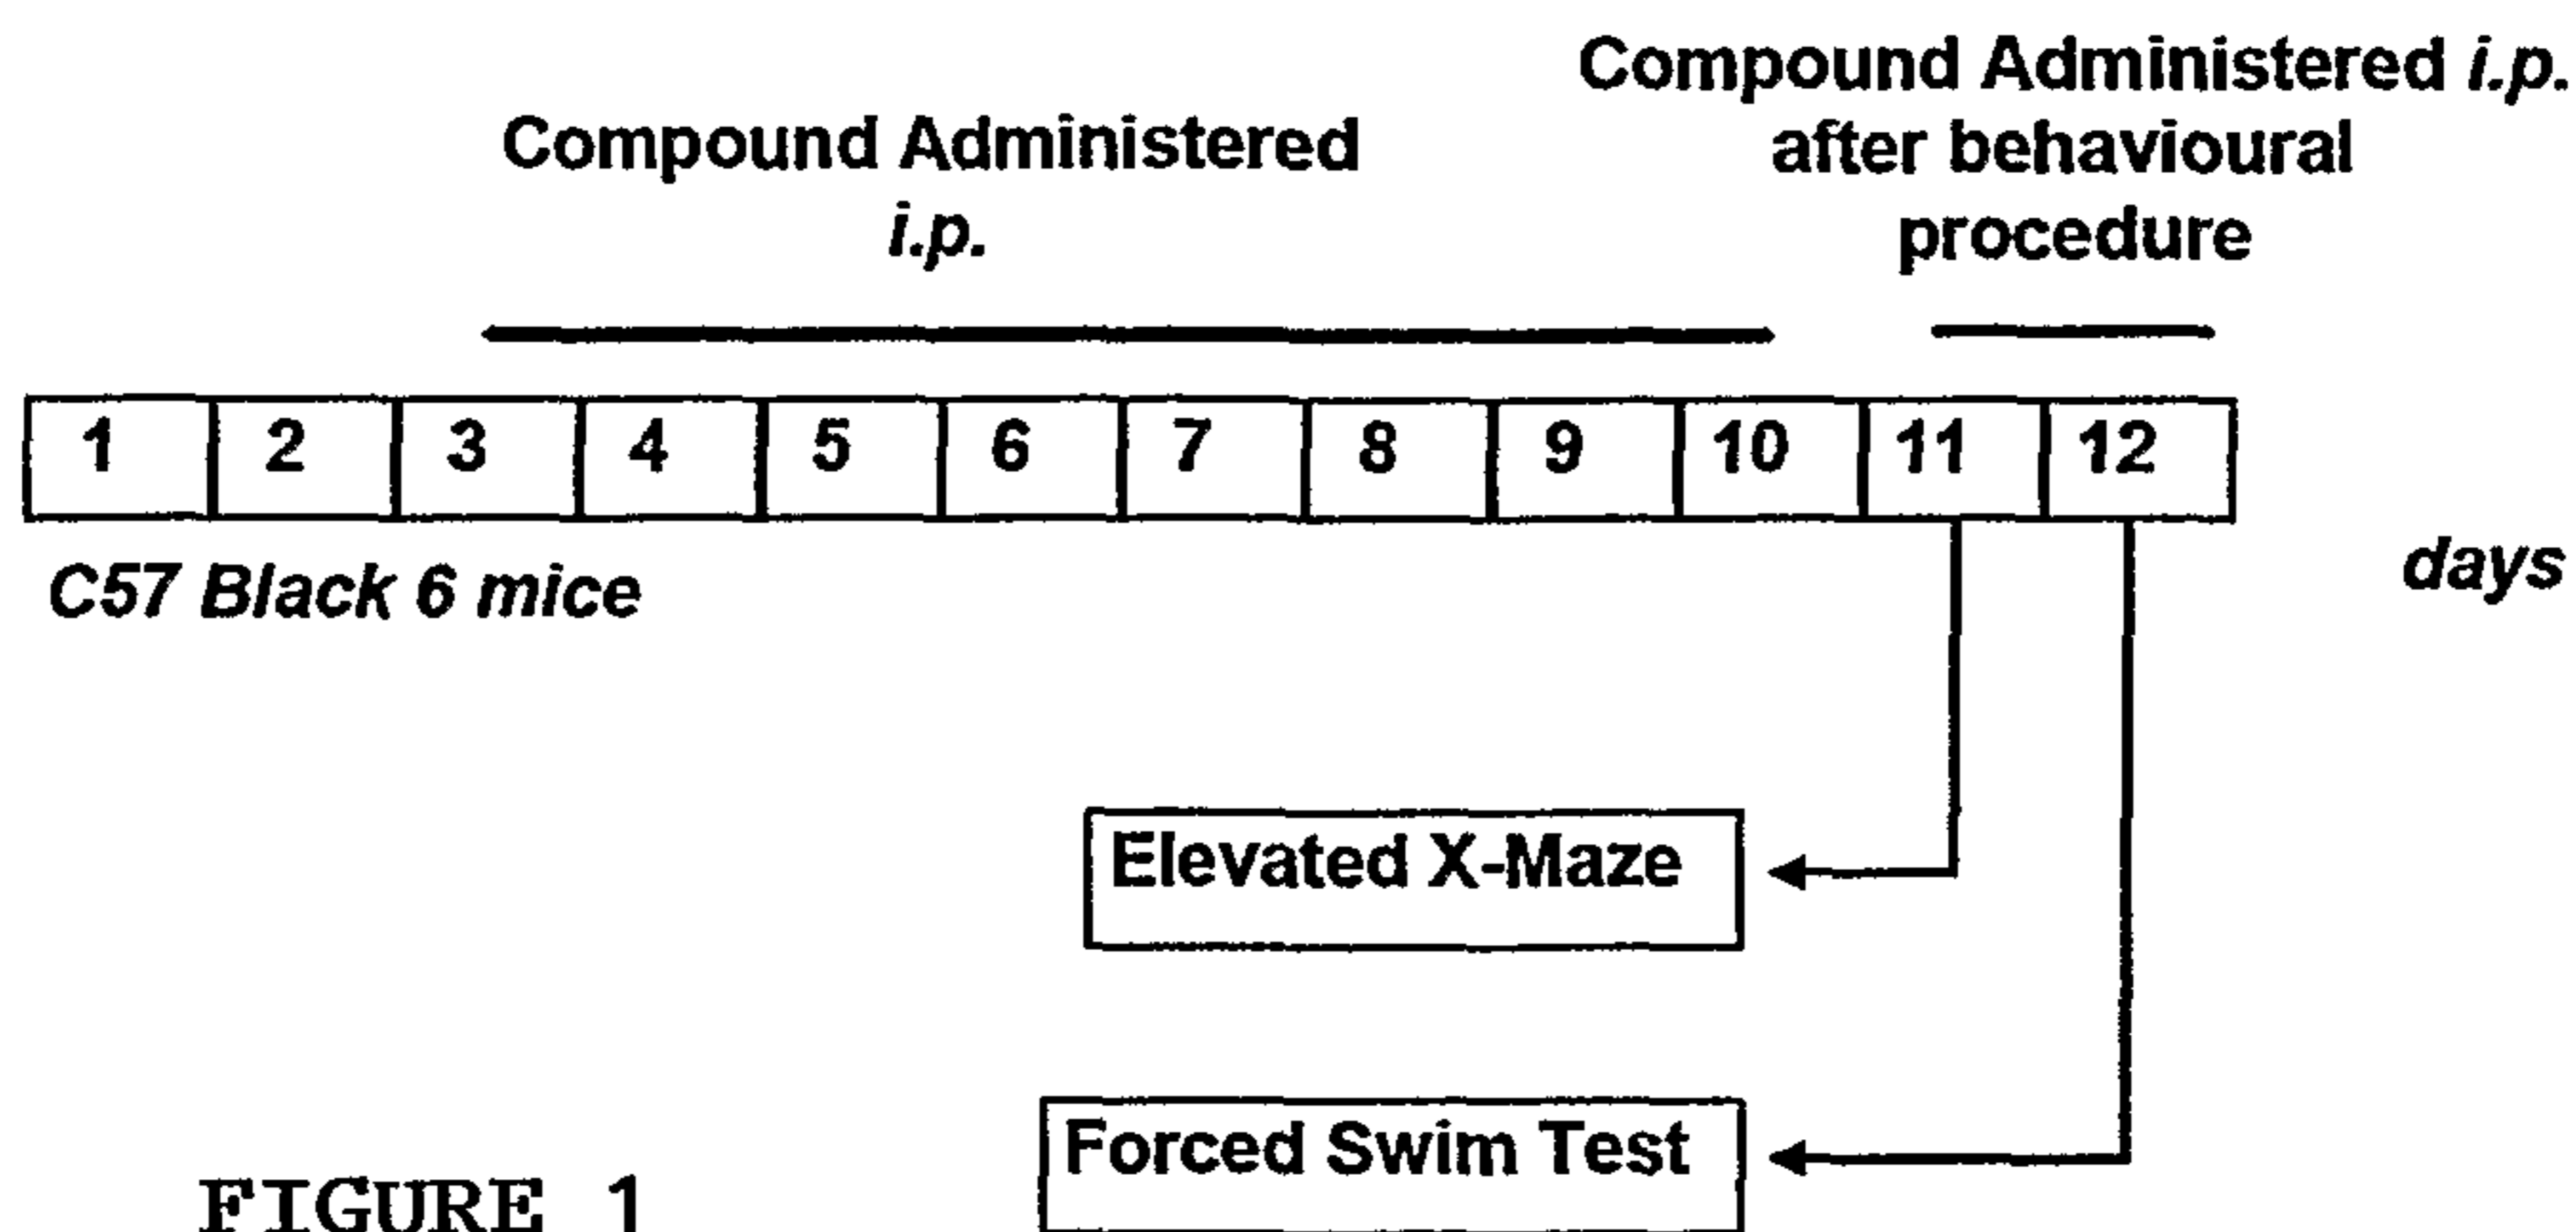 Compound Administered
i.p.
Compound Administered i.p.
after behavioural
procedure
1 2 3 4 5 6 7 8 9 10 11 12
C57 Black 6 mice
days
Elevated X-Maze
Forced Swim Test
FIGURE 1